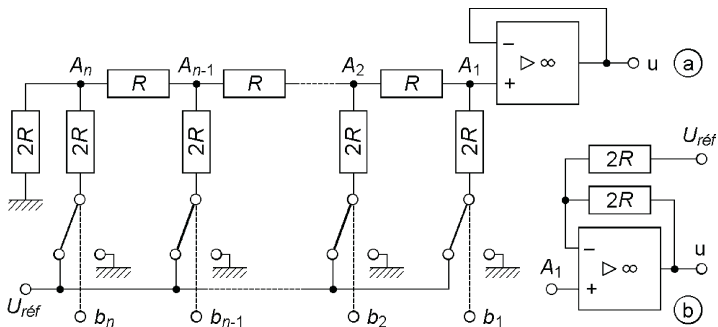 A_n R A_{n-1} R A_2 R A_1 − + ▷ ∞ u a
2R 2R 2R 2R 2R
U_réf
2R
2R
− + ▷ ∞ u
A_1
b
U_réf
b_n b_{n-1} b_2 b_1